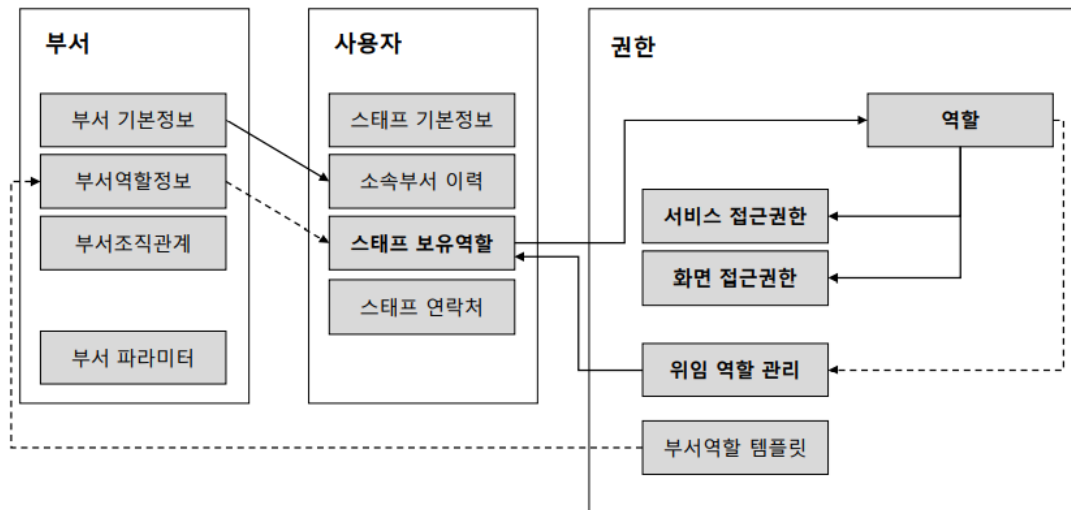 부서
부서 기본정보
부서역할정보
부서조직관계
부서 파라미터
사용자
스태프 기본정보
소속부서 이력
스태프 보유역할
스태프 연락처
권한
역할
서비스 접근권한
화면 접근권한
위임 역할 관리
부서역할 템플릿